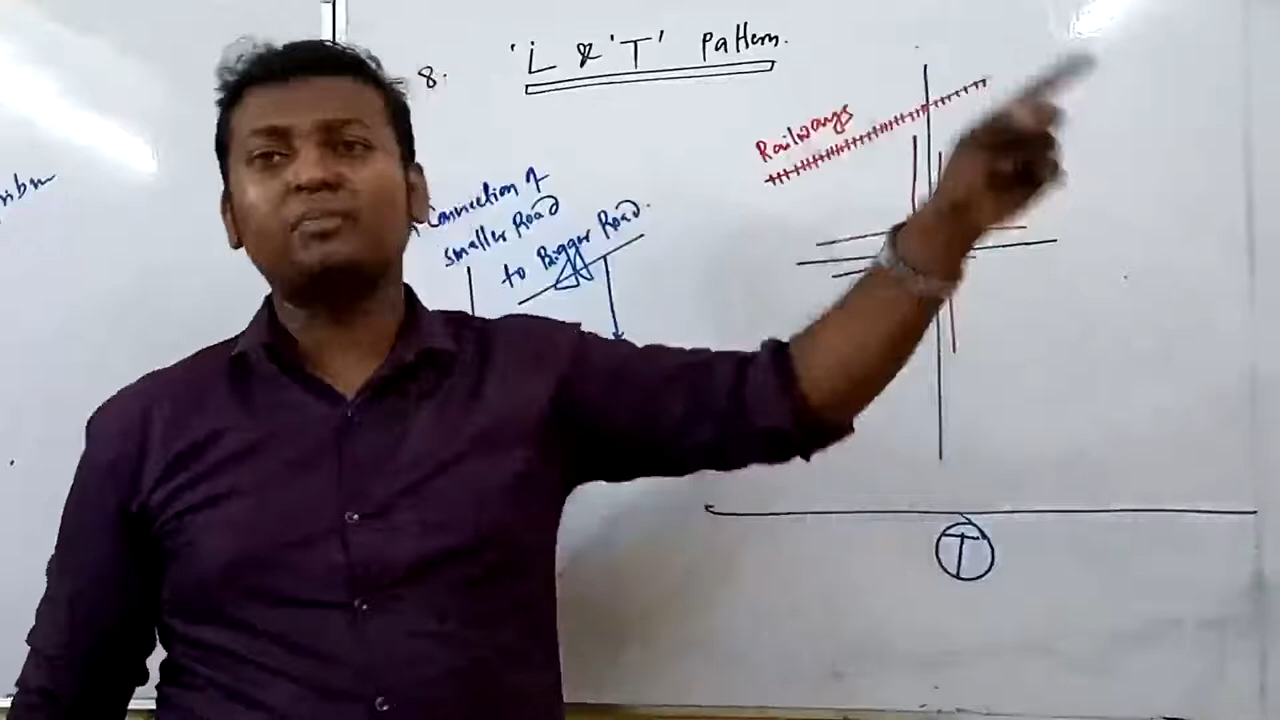 8. 'L & 'T' Pattern.
Railways
Connection of
smaller Road
to Bigger Road.
T